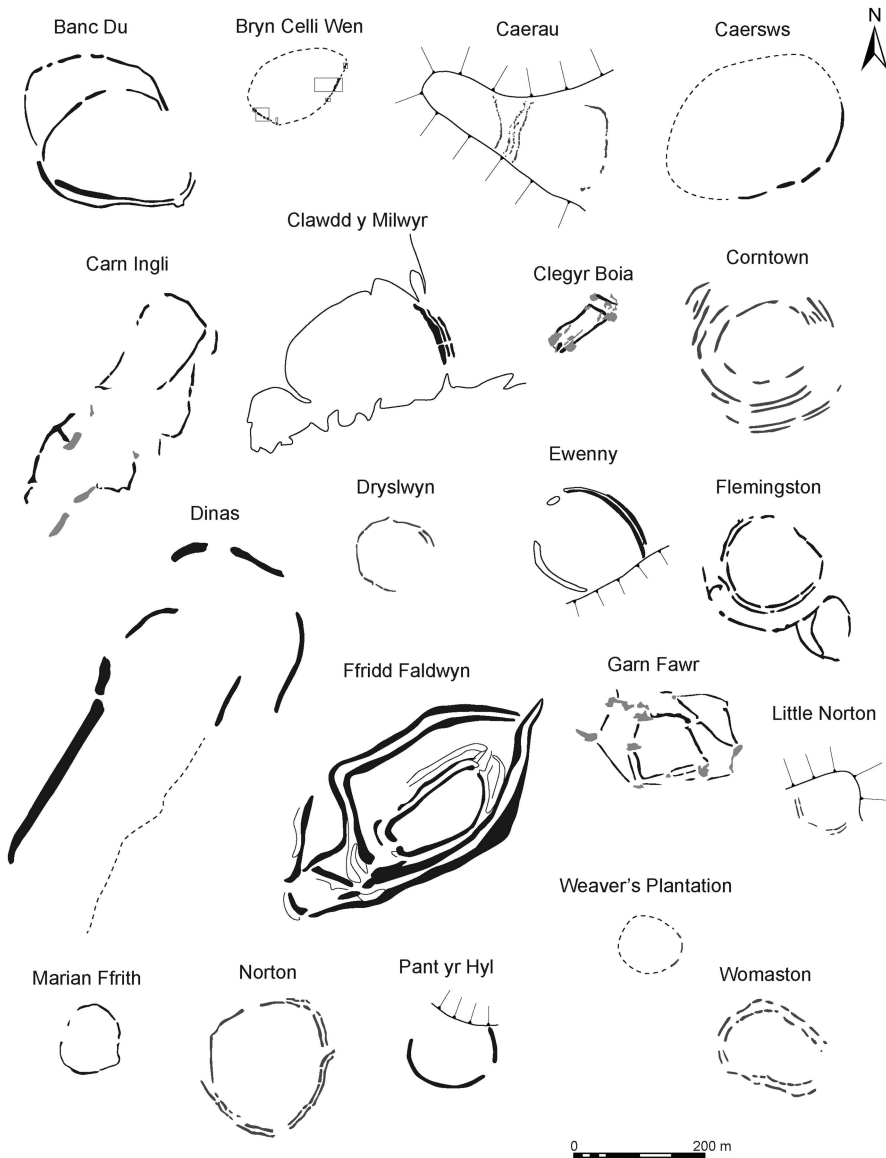 N
Banc Du
Bryn Celli Wen
Caerau
Caersws
Clawdd y Milwyr
Carn Ingli
Clegyr Boia
Corntown
Ewenny
Dryslwyn
Flemingston
Dinas
Ffridd Faldwyn
Garn Fawr
Little Norton
Weaver's Plantation
Marian Ffrith
Norton
Pant yr Hyl
Womaston
0 200 m